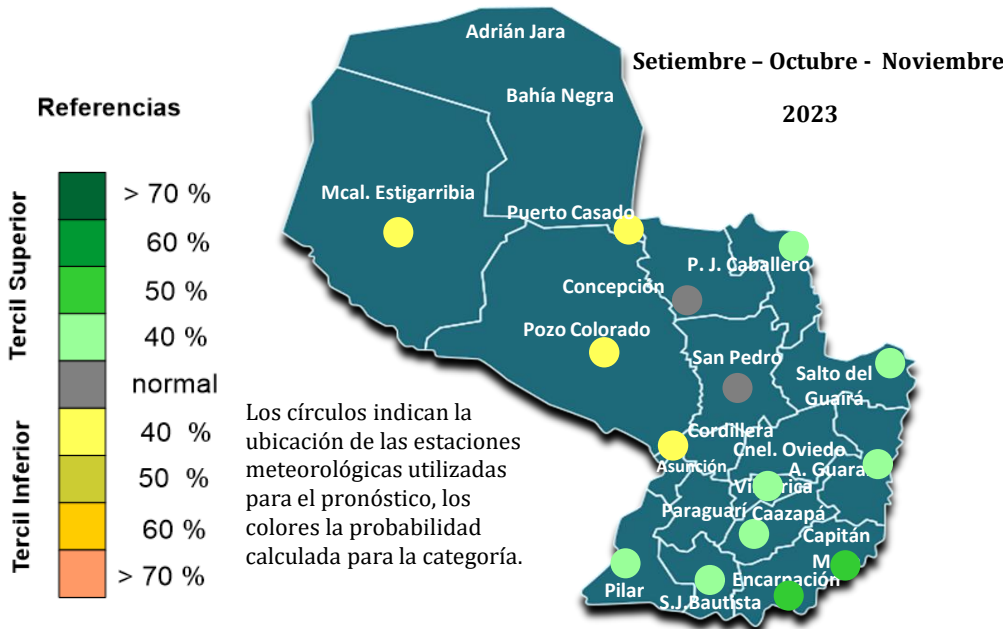 Adrián Jara
Setiembre – Octubre - Noviembre
2023
Bahía Negra
Referencias
Tercil Superior
> 70 %
60 %
50 %
40 %
normal
Tercil Inferior
40 %
50 %
60 %
> 70 %
Mcal. Estigarribia
Puerto Casado
P. J. Caballero
Concepción
Pozo Colorado
San Pedro
Salto del
Guairá
Los círculos indican la
ubicación de las estaciones
meteorológicas utilizadas
para el pronóstico, los
colores la probabilidad
calculada para la categoría.
Cordillera
Cnel. Oviedo
Asunción
A. Guara
Paraguarí
Caazapá
Capitán
M
Encarnación
Pilar
S.J.Bautista